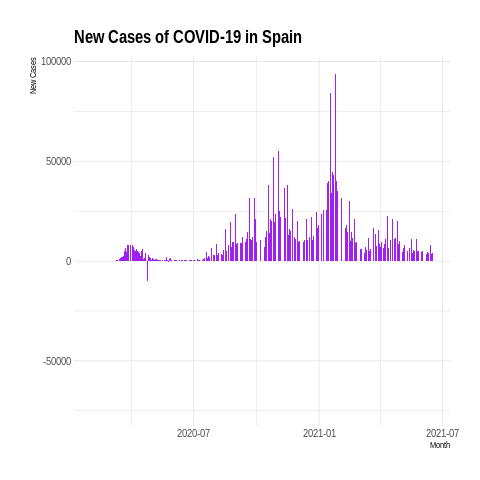 New Cases of COVID-19 in Spain
New Cases
100000
50000
0
-50000
2020-07
2021-01
2021-07
Month